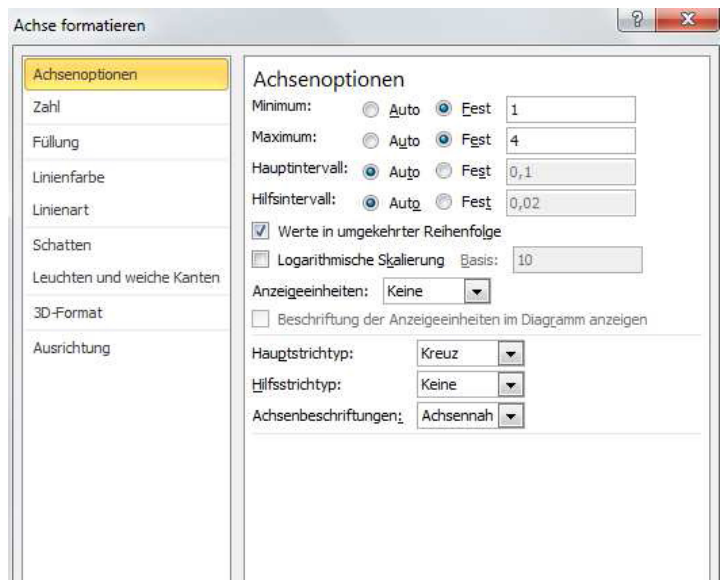 Achse formatieren
?
X
Achsenoptionen
Zahl
Füllung
Linienfarbe
Linienart
Schatten
Leuchten und weiche Kanten
3D-Format
Ausrichtung
Achsenoptionen
Minimum: Auto Fest 1
Maximum: Auto Fest 4
Hauptintervall: Auto Fest 0,1
Hilfsintervall: Auto Fest 0,02
Werte in umgekehrter Reihenfolge
Logarithmische Skalierung Basis: 10
Anzeigeeinheiten: Keine
Beschriftung der Anzeigeeinheiten im Diagramm anzeigen
Hauptstrichtyp: Kreuz
Hilfsstrichtyp: Keine
Achsenbeschriftungen: Achsennah